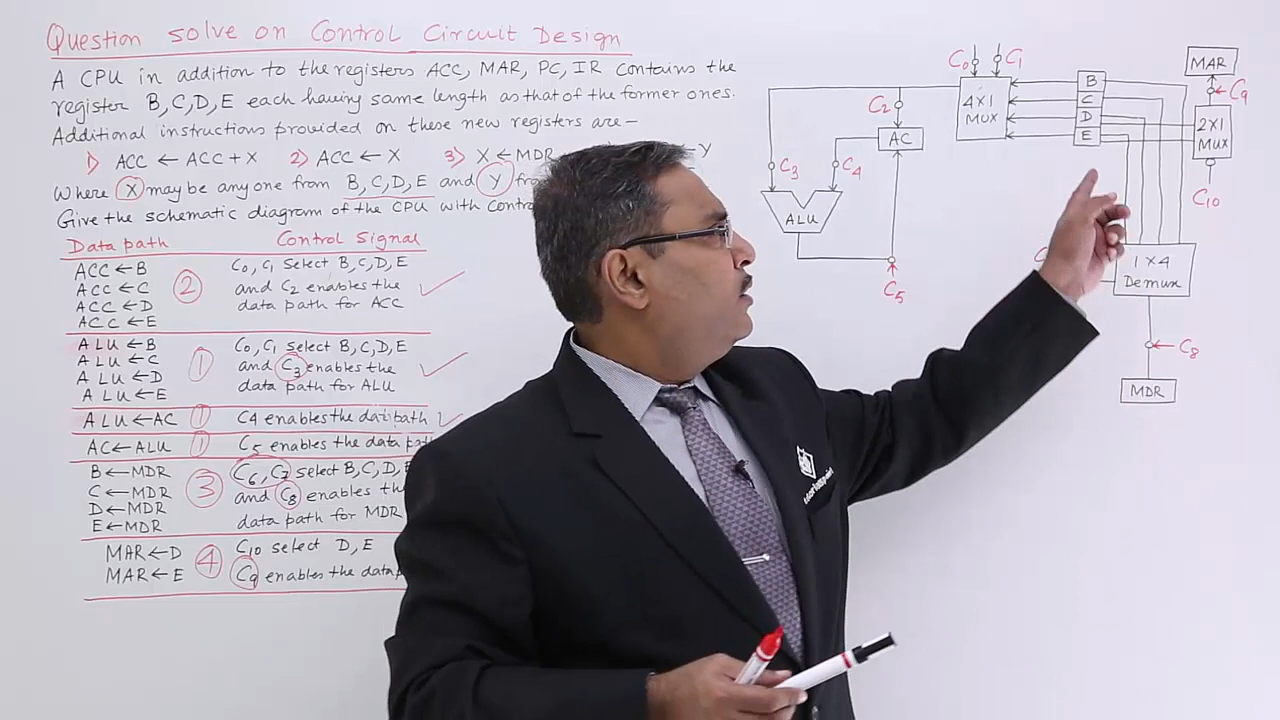 Question solve on Control Circuit Design
A CPU in addition to the registers ACC, MAR, PC, IR Contains the
register B,C,D,E each having same length as that of the former ones.
Additional instructions provided on these new registers are —
1) ACC ← ACC + X 2) ACC ← X 3) X ← MDR ← Y
Where X may be any one from B, C, D, E and Y
Give the schematic diagram of the CPU with
Data path Control Signal
ACC ← B
ACC ← C
ACC ← D
ACC ← E
2
C0, C1 Select B, C, D, E
and C2 enables the
data path for ACC
ALU ← B
ALU ← C
ALU ← D
ALU ← E
1
C0, C1 select B, C, D, E
and C3 enables the
data path for ALU
ALU ← AC 1 C4 enables the data path
AC ← ALU 1 C5 enables the data path
B ← MDR
C ← MDR
D ← MDR
E ← MDR
3
C6, C7 select B, C, D, E
and C8 enables the
data path for MDR
MAR ← D
MAR ← E
4
C10 select D, E
C9 enables the data
C0 C1
4X1
MUX
B
C
D
E
MAR
C9
2X1
MUX
C10
C2
AC
C3
C4
ALU
C5
1X4
Demux
C8
MDR